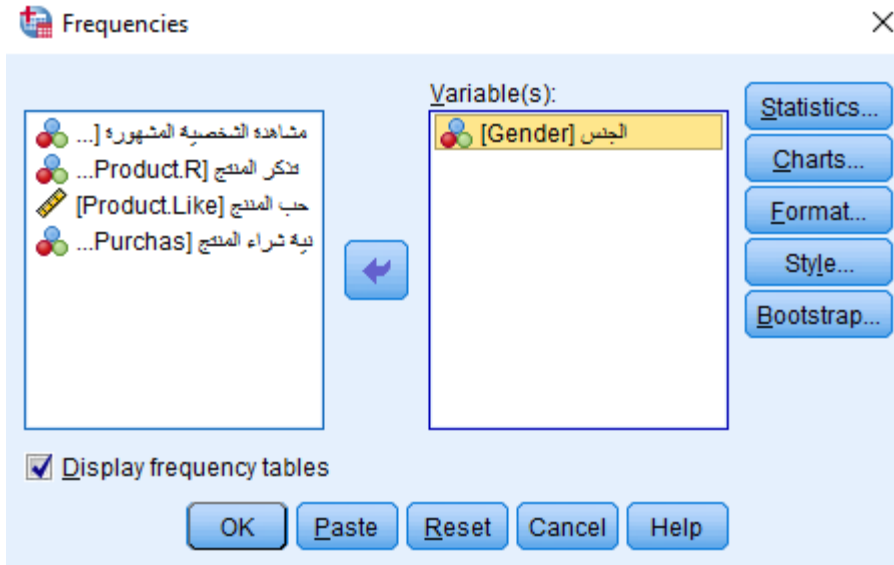 Frequencies
Variable(s):
مشاهدة الشخصية المشهورة [...
تذكر المنتج [Product.R...
حب المنتج [Product.Like]
نية شراء المنتج [Purchas...
الجنس [Gender]
Statistics...
Charts...
Format...
Style...
Bootstrap...
Display frequency tables
OK Paste Reset Cancel Help